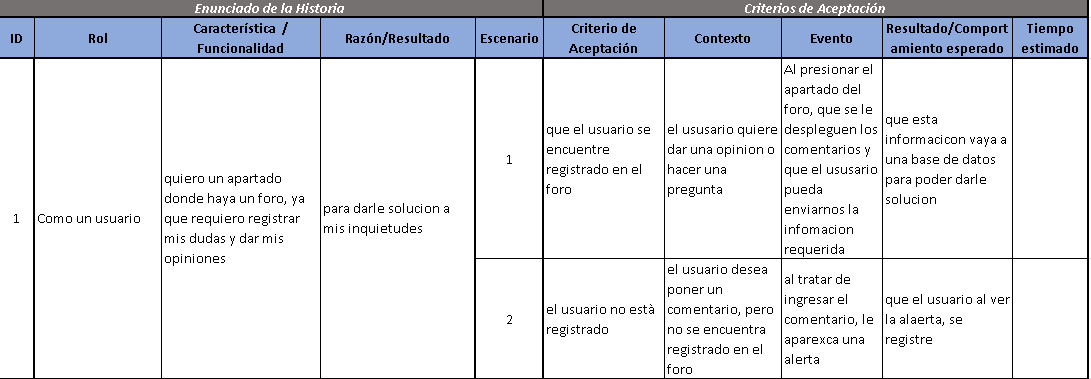 Enunciado de la Historia
Criterios de Aceptación
ID
Rol
Característica /
Funcionalidad
Razón/Resultado
Escenario
Criterio de
Aceptación
Contexto
Evento
Resultado/Comport
amiento esperado
Tiempo
estimado
1
Como un usuario
quiero un apartado
donde haya un foro, ya
que requiero registrar
mis dudas y dar mis
opiniones
para darle solucion a
mis inquietudes
1
que el usuario se
encuentre
registrado en el
foro
el ususario quiere
dar una opinion o
hacer una
pregunta
Al presionar el
apartado del
foro, que se le
desplieguen los
comentarios y
que el ususario
pueda
enviarnos la
infomacion
requerida
que esta
informacicon vaya a
una base de datos
para poder darle
solucion
2
el usuario no està
registrado
el usuario desea
poner un
comentario, pero
no se encuentra
registrado en el
foro
al tratar de
ingresar el
comentario, le
aparexca una
alerta
que el usuario al ver
la alaerta, se
registre